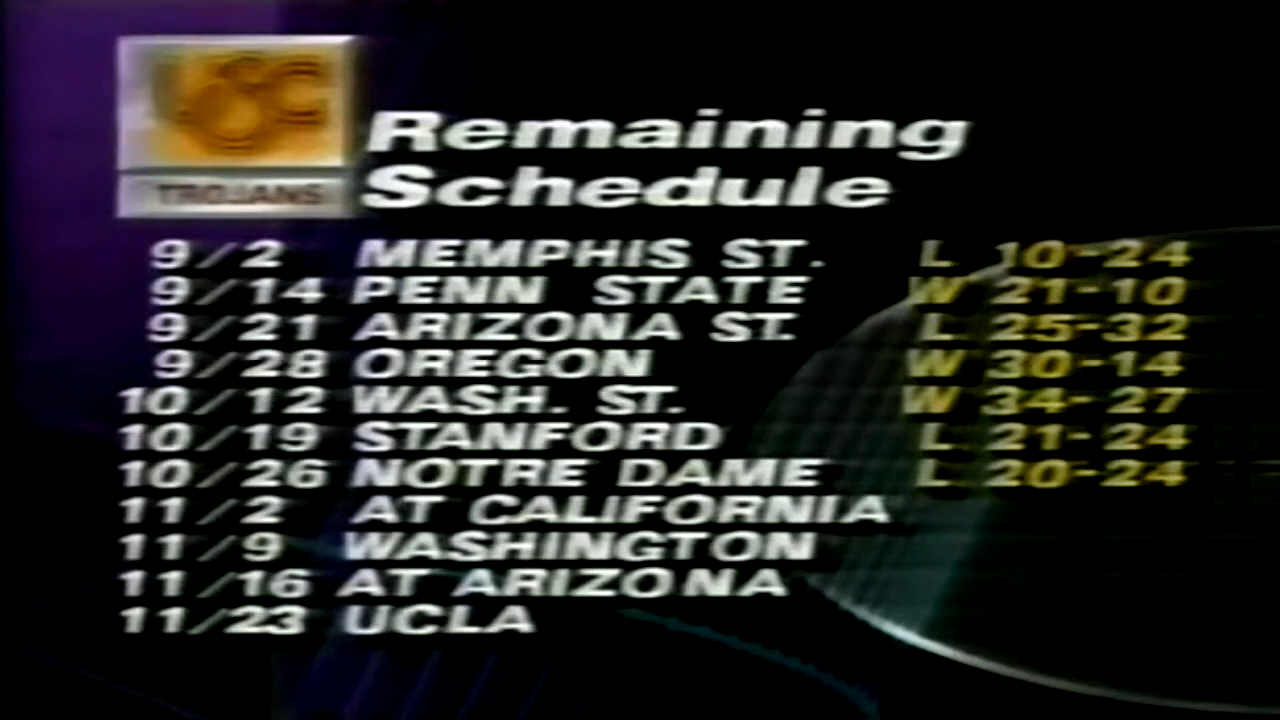 USC
TROJANS
Remaining
Schedule
9/2 MEMPHIS ST. L 10-24
9/14 PENN STATE W 21-10
9/21 ARIZONA ST. L 25-32
9/28 OREGON W 30-14
10/12 WASH. ST. W 34-27
10/19 STANFORD L 21-24
10/26 NOTRE DAME L 20-24
11/2 AT CALIFORNIA
11/9 WASHINGTON
11/16 AT ARIZONA
11/23 UCLA